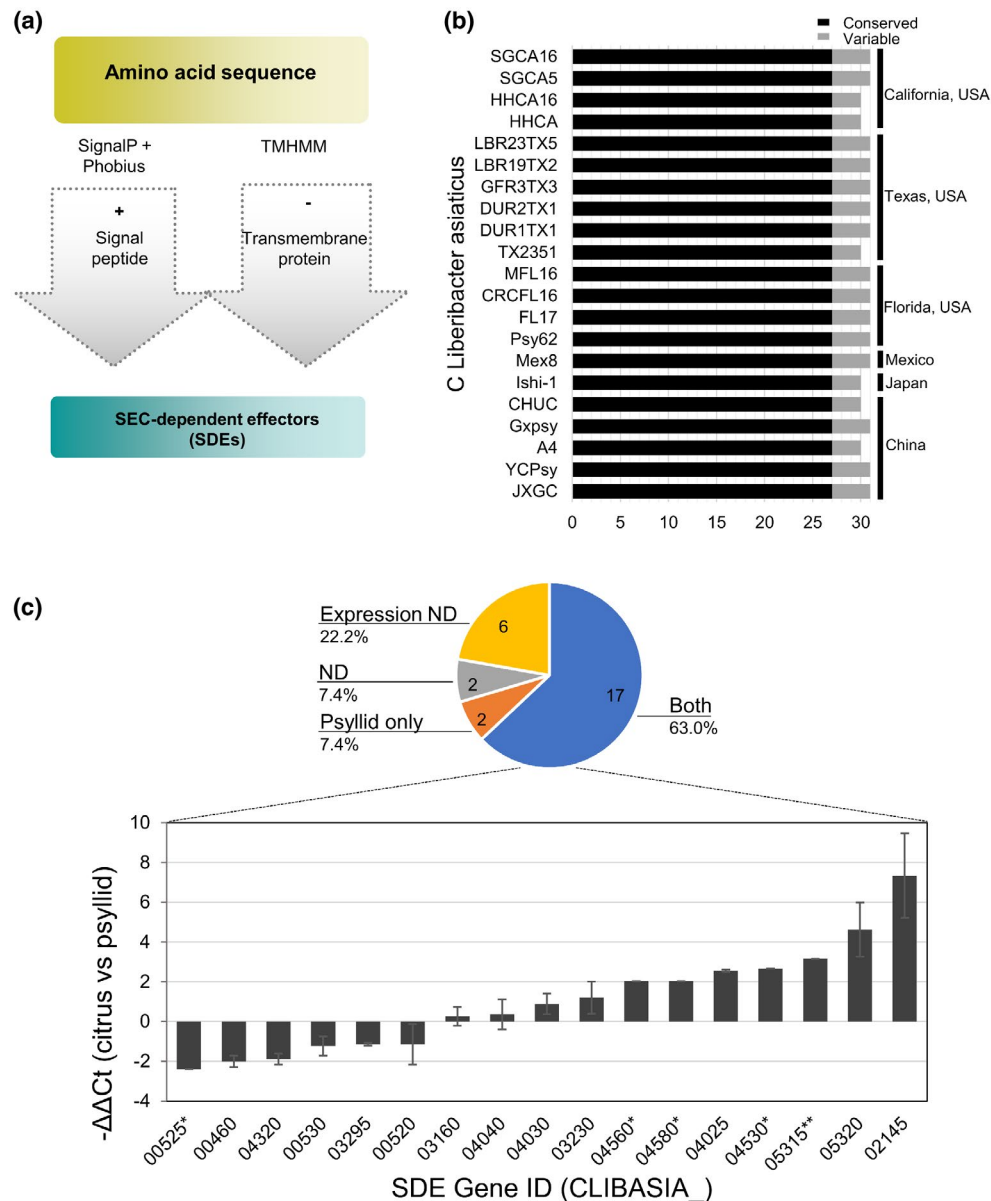 (a)
Amino acid sequence
SignalP +
Phobius
TMHMM
+
Signal
peptide
-
Transmembrane
protein
SEC-dependent effectors
(SDEs)
(b)
Conserved
Variable
C Liberibacter asiaticus
SGCA16
SGCA5
HHCA16
HHCA
LBR23TX5
LBR19TX2
GFR3TX3
DUR2TX1
DUR1TX1
TX2351
MFL16
CRCFL16
FL17
Psy62
Mex8
Ishi-1
CHUC
Gxpsy
A4
YCPsy
JXGC
California, USA
Texas, USA
Florida, USA
Mexico
Japan
China
0 5 10 15 20 25 30
(c)
Expression ND
22.2%
6
ND
7.4%
2
Psyllid only
7.4%
2
17
Both
63.0%
-ΔΔCt (citrus vs psyllid)
10
8
6
4
2
0
-2
-4
00525* 00460 04320 00530 03295 00520 03160 04040 04030 03230 04560* 04580* 04025 04530* 05315** 05320 02145
SDE Gene ID (CLIBASIA_)